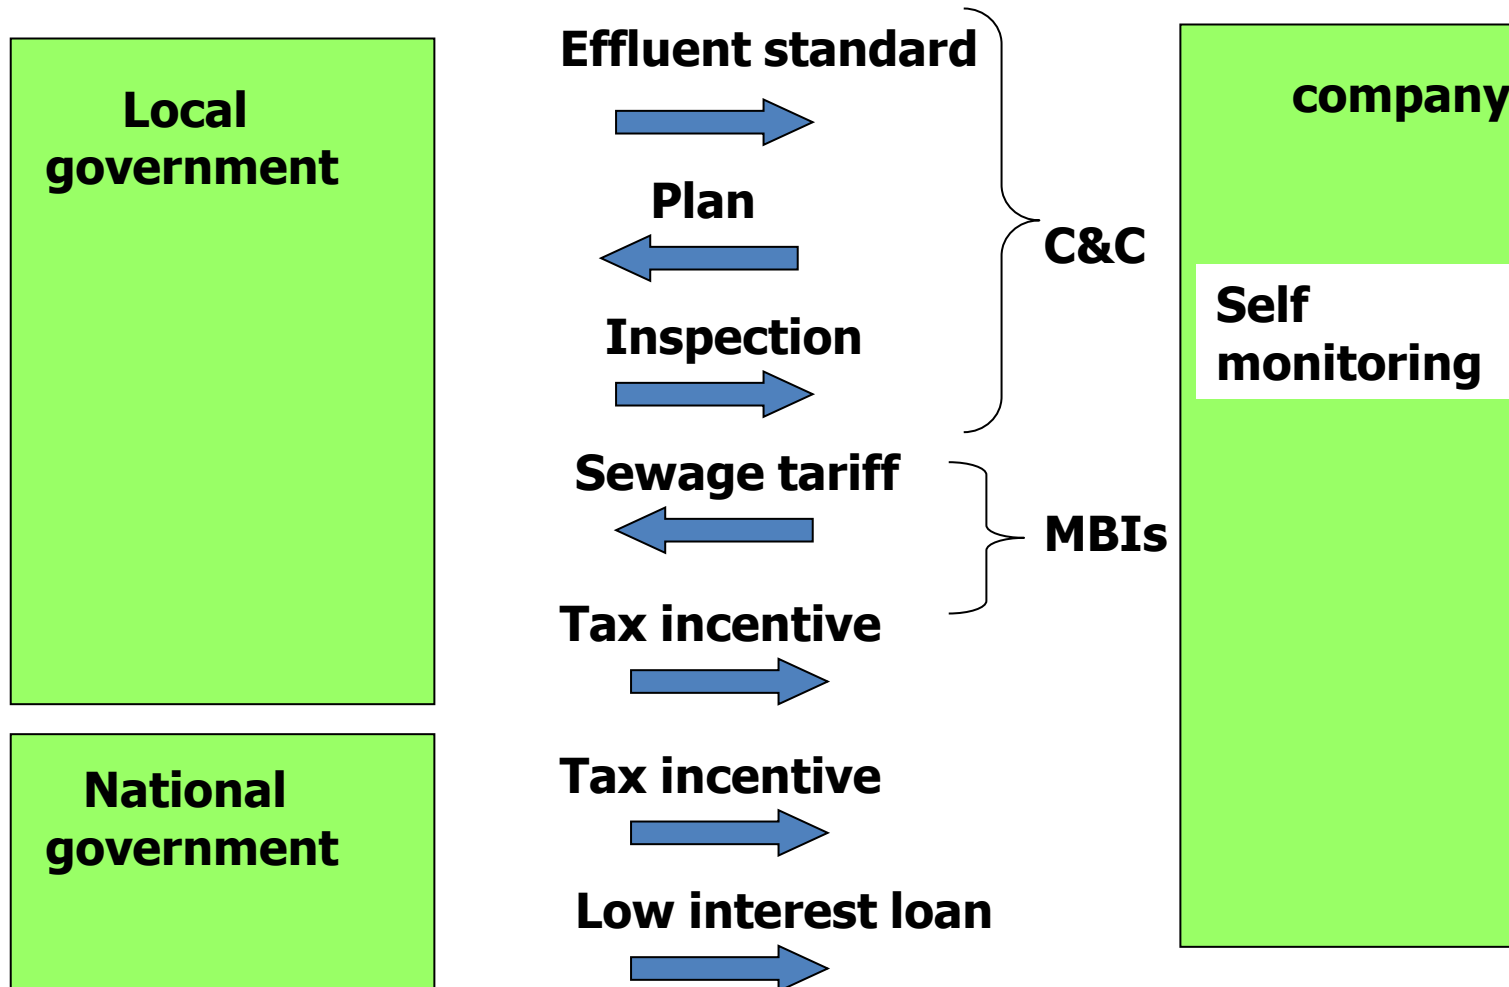 Local
government
Effluent standard
Plan
Inspection
C&C
Sewage tariff
MBIs
Tax incentive
company
Self
monitoring
National
government
Tax incentive
Low interest loan